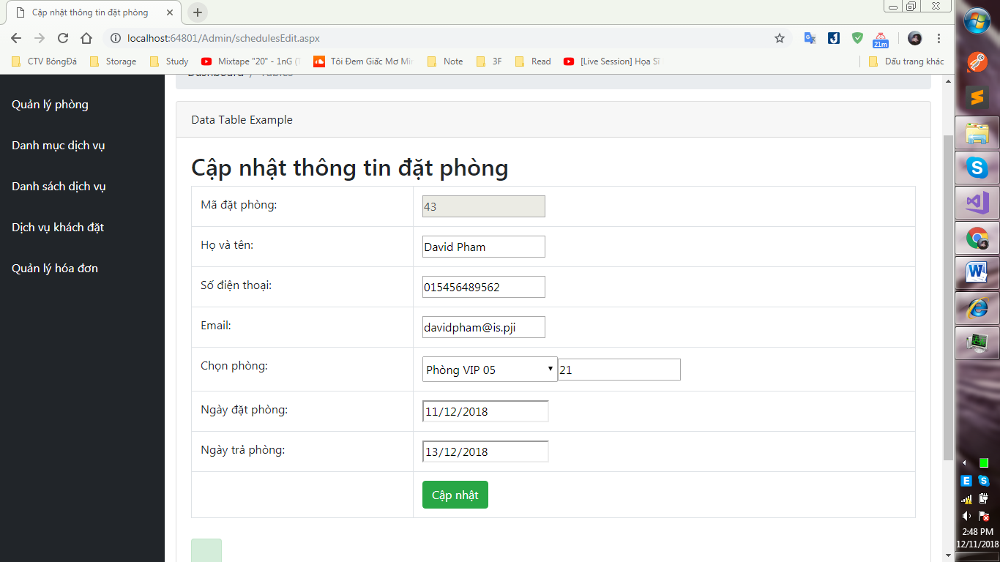 Cập nhật thông tin đặt phòng
localhost:64801/Admin/schedulesEdit.aspx
21m
CTV BóngĐá
Storage
Study
Mixtape "20" - 1nG (
Tôi Đem Giấc Mơ Mì
Note
3F
Read
[Live Session] Họa Sĩ
Dấu trang khác
Dashboard / Tables
Quản lý phòng
Danh mục dịch vụ
Danh sách dịch vụ
Dịch vụ khách đặt
Quản lý hóa đơn
Data Table Example
Cập nhật thông tin đặt phòng
Mã đặt phòng: 43
Họ và tên: David Pham
Số điện thoại: 015456489562
Email: davidpham@is.pji
Chọn phòng: Phòng VIP 05 21
Ngày đặt phòng: 11/12/2018
Ngày trả phòng: 13/12/2018
Cập nhật
2:48 PM
12/11/2018